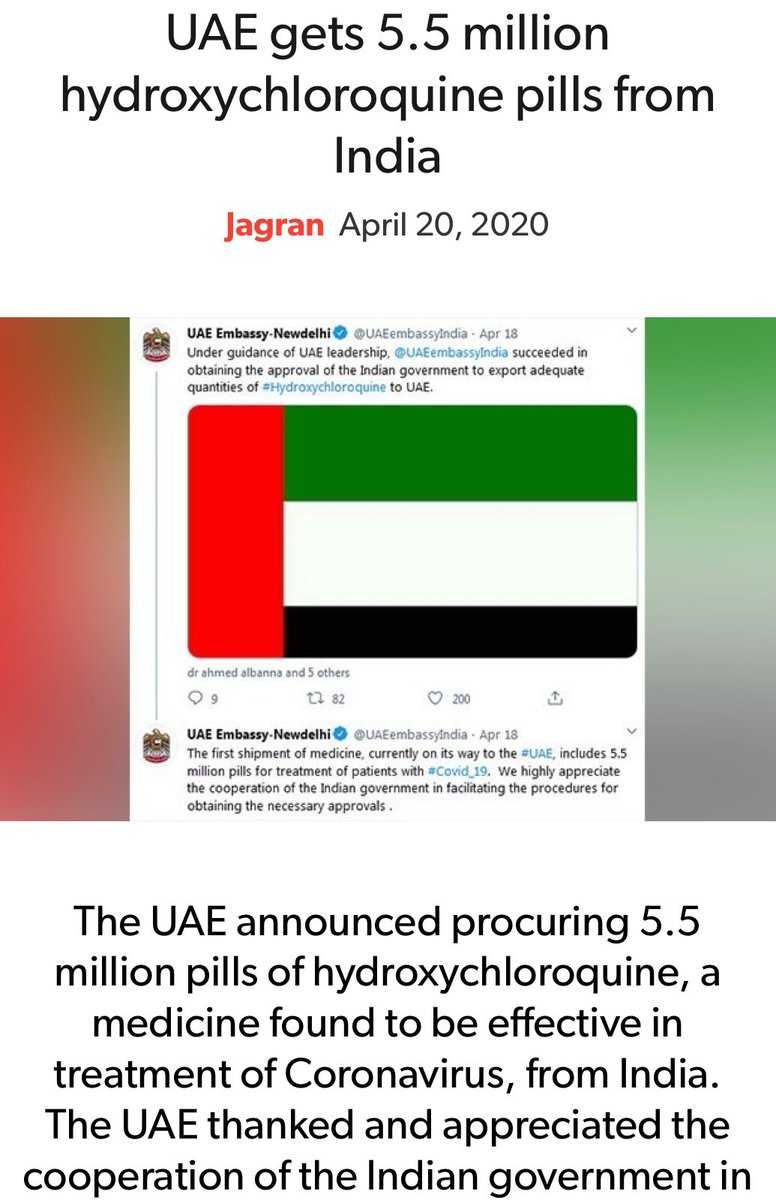 UAE gets 5.5 million
hydroxychloroquine pills from
India
Jagran April 20, 2020
UAE Embassy-Newdelhi @UAEembassyIndia · Apr 18
Under guidance of UAE leadership, @UAEembassyIndia succeeded in
obtaining the approval of the Indian government to export adequate
quantities of #Hydroxychloroquine to UAE.
dr ahmed albanna and 5 others
9 82 200
UAE Embassy-Newdelhi @UAEembassyIndia · Apr 18
The first shipment of medicine, currently on its way to the #UAE, includes 5.5
million pills for treatment of patients with #Covid_19. We highly appreciate
the cooperation of the Indian government in facilitating the procedures for
obtaining the necessary approvals .
The UAE announced procuring 5.5
million pills of hydroxychloroquine, a
medicine found to be effective in
treatment of Coronavirus, from India.
The UAE thanked and appreciated the
cooperation of the Indian government in